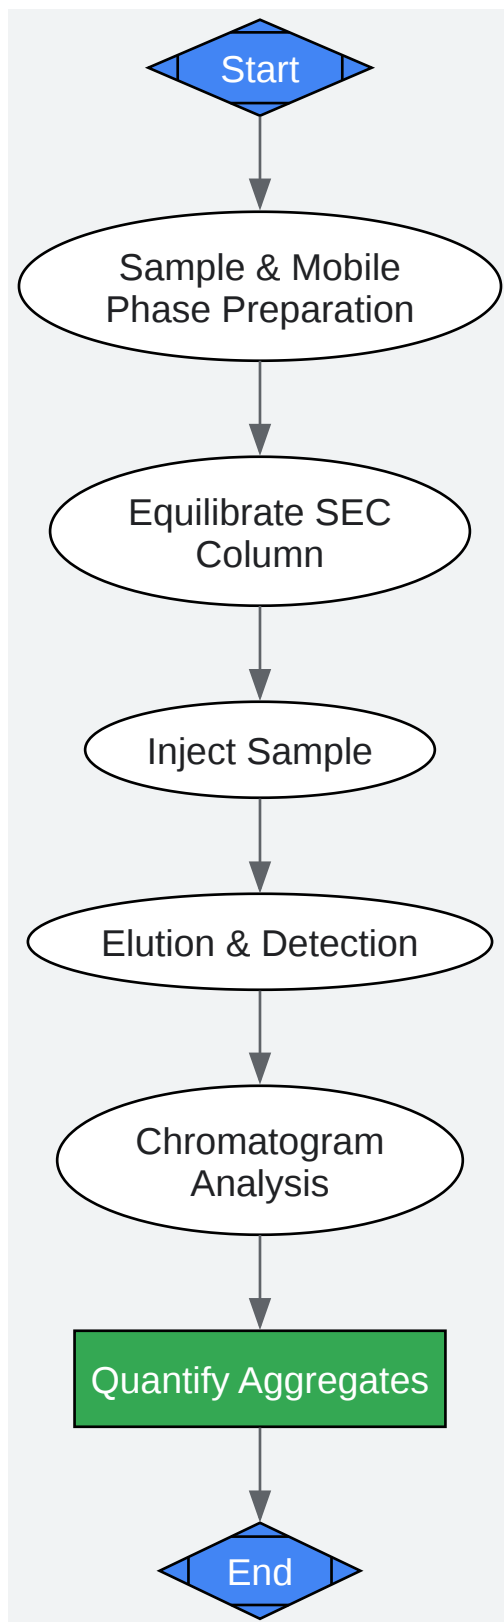 Start
Sample & Mobile
Phase Preparation
Equilibrate SEC
Column
Inject Sample
Elution & Detection
Chromatogram
Analysis
Quantify Aggregates
End